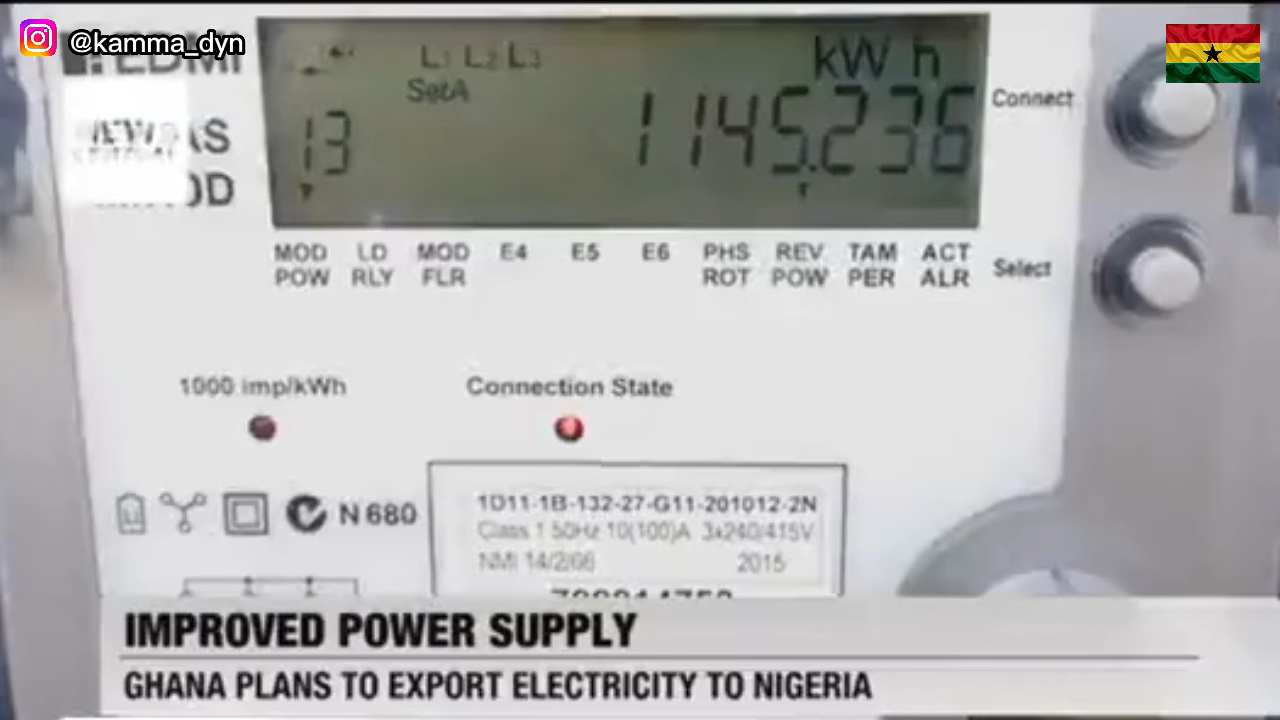 @kamma_dyn
EDMI
L1 L2 L3
kW h
SetA
13
1145.236
Connect
MOD POW
LD RLY
MOD FLR
E4
E5
E6
PHS ROT
REV POW
TAM PER
ACT ALR
Select
1000 imp/kWh
Connection State
N 680
1D11-1B-132-27-G11-201012-2N
Class 1 50Hz 10(100)A 3x240/415V
NMI 14/2/66 2015
IMPROVED POWER SUPPLY
GHANA PLANS TO EXPORT ELECTRICITY TO NIGERIA